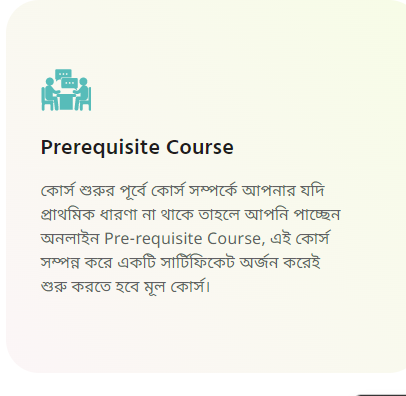 Prerequisite Course
কোর্স শুরুর পূর্বে কোর্স সম্পর্কে আপনার যদি
প্রাথমিক ধারণা না থাকে তাহলে আপনি পাচ্ছেন
অনলাইন Pre-requisite Course, এই কোর্স
সম্পন্ন করে একটি সার্টিফিকেট অর্জন করেই
শুরু করতে হবে মূল কোর্স।